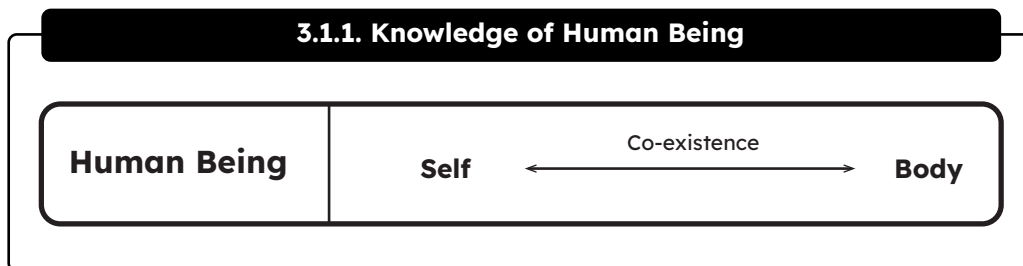 3.1.1. Knowledge of Human Being
Human Being
Co-existence
Self
Body